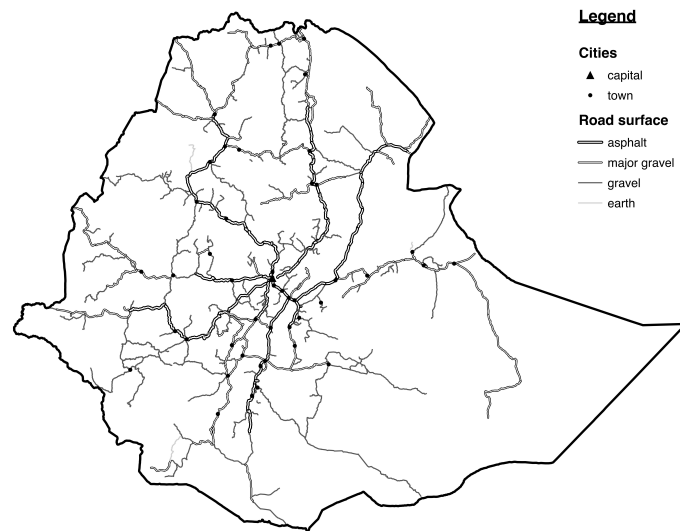 Legend
Cities
capital
town
Road surface
asphalt
major gravel
gravel
earth